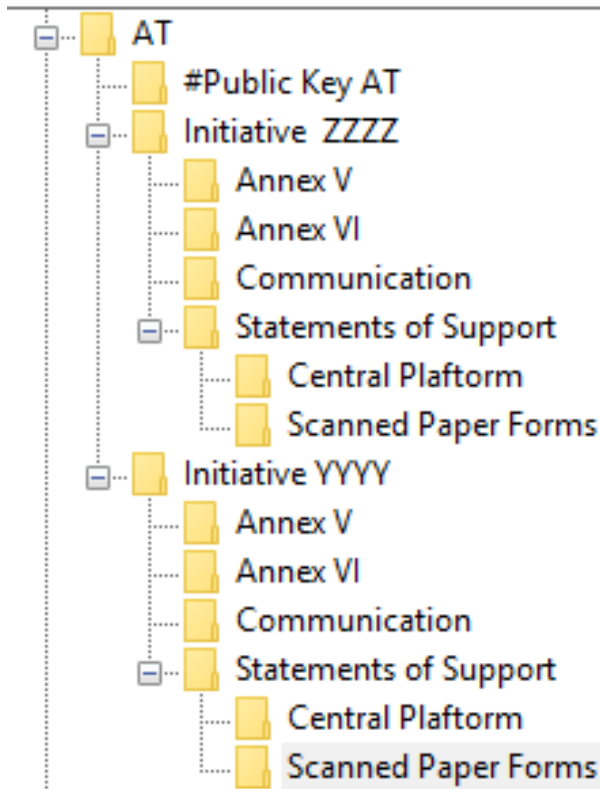 AT
#Public Key AT
Initiative  ZZZZ
Annex V
Annex VI
Communication
Statements of Support
Central Plaftorm
Scanned Paper Forms
Initiative YYYY
Annex V
Annex VI
Communication
Statements of Support
Central Plaftorm
Scanned Paper Forms